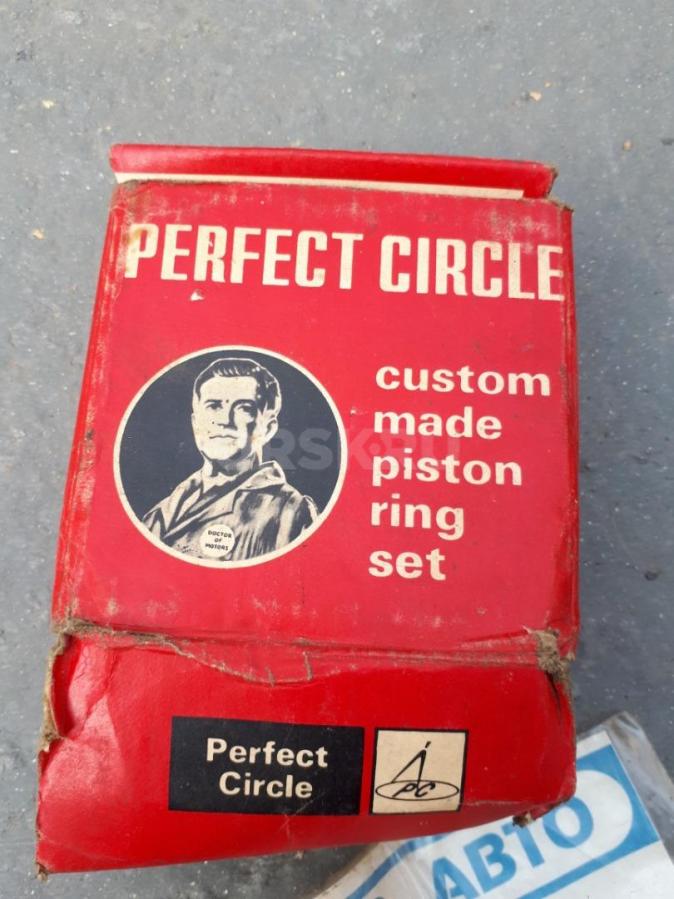 PERFECT CIRCLE
custom
made
piston
ring
set
DOCTOR
OF
MOTORS
Perfect
Circle
PC
АВТО